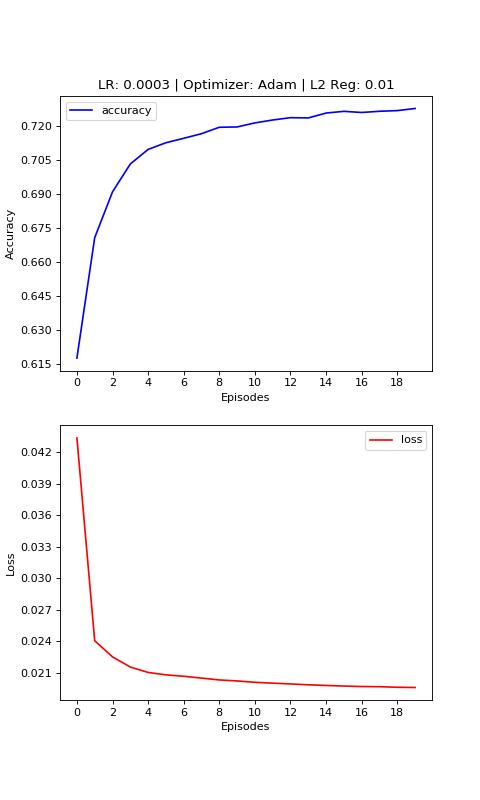 LR: 0.0003 | Optimizer: Adam | L2 Reg: 0.01
accuracy
0.720
0.705
0.690
0.675
0.660
0.645
0.630
0.615
Accuracy
0 2 4 6 8 10 12 14 16 18
Episodes
loss
0.042
0.039
0.036
0.033
0.030
0.027
0.024
0.021
Loss
0 2 4 6 8 10 12 14 16 18
Episodes